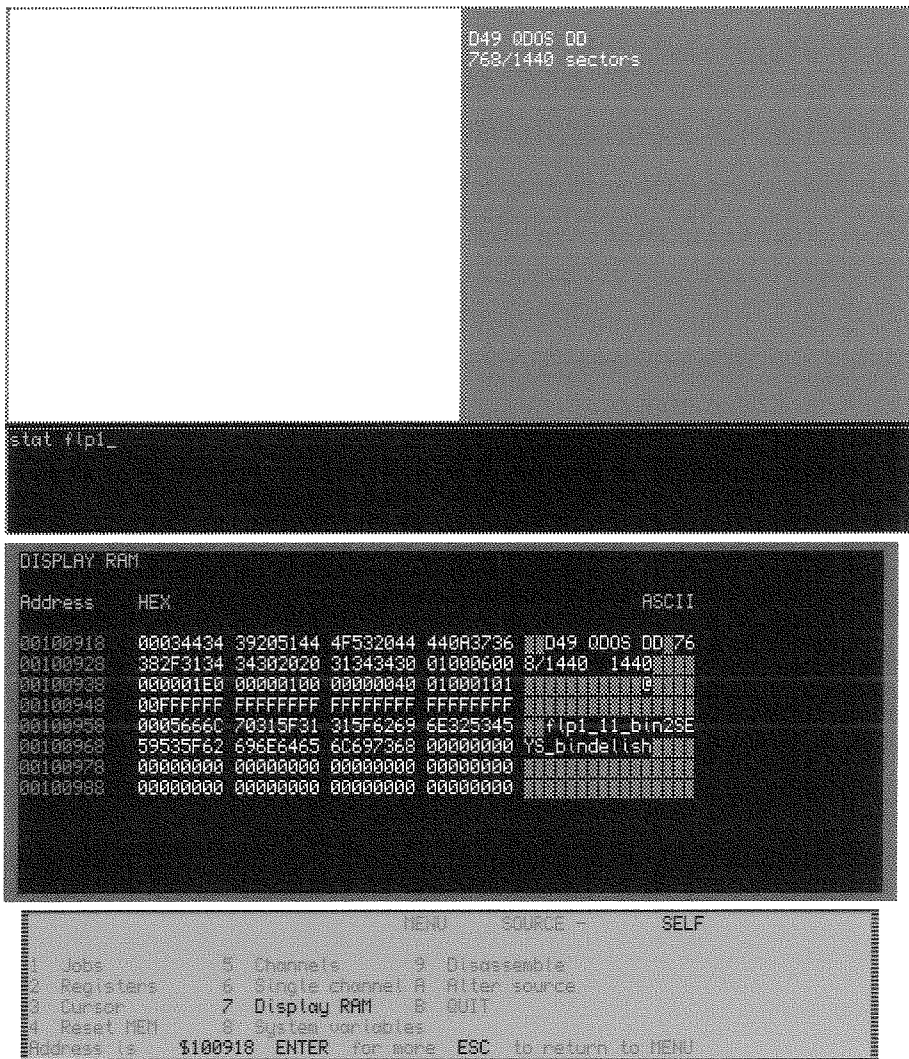 D49 QDOS DD
768/1440 sectors
stat flp1_
DISPLAY RAM
Address HEX ASCII
00100918 00034434 39205144 4F532044 440A3736 ▒▒D49 QDOS DD▒76
00100928 382F3134 34302020 31343430 01000600 8/1440  1440▒▒▒▒
00100938 000001E0 00000100 00000040 01000101 ▒▒▒▒▒▒▒▒▒▒▒@▒▒▒▒
00100948 00FFFFFF FFFFFFFF FFFFFFFF FFFFFFFF ▒▒▒▒▒▒▒▒▒▒▒▒▒▒▒▒
00100958 0005666C 70315F31 315F6269 6E325345 ▒▒flp1_11_bin2SE
00100968 59535F62 696E6465 6C697368 00000000 YS_bindelish▒▒▒▒
00100978 00000000 00000000 00000000 00000000 ▒▒▒▒▒▒▒▒▒▒▒▒▒▒▒▒
00100988 00000000 00000000 00000000 00000000 ▒▒▒▒▒▒▒▒▒▒▒▒▒▒▒▒
MENU SOURCE - SELF
1 Jobs 5 Channels 9 Disassemble
2 Registers 6 Single channel A Alter source
3 Cursor 7 Display RAM B QUIT
4 Reset MEM 8 System variables
Address is $100918 ENTER for more ESC to return to MENU